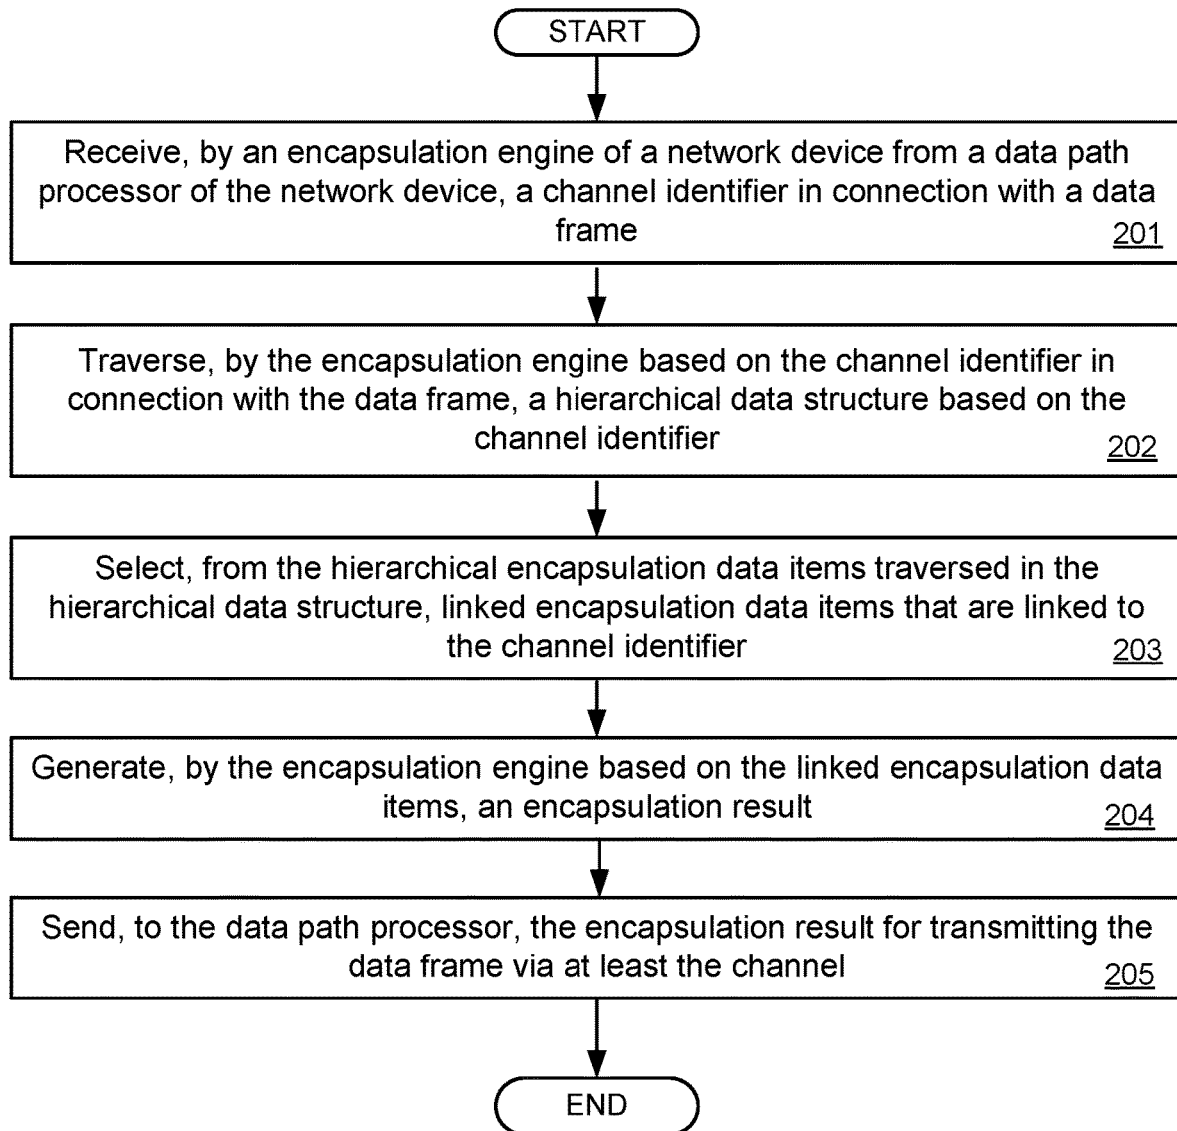 START
Receive, by an encapsulation engine of a network device from a data path
processor of the network device, a channel identifier in connection with a data
frame
201
Traverse, by the encapsulation engine based on the channel identifier in
connection with the data frame, a hierarchical data structure based on the
channel identifier
202
Select, from the hierarchical encapsulation data items traversed in the
hierarchical data structure, linked encapsulation data items that are linked to
the channel identifier
203
Generate, by the encapsulation engine based on the linked encapsulation data
items, an encapsulation result
204
Send, to the data path processor, the encapsulation result for transmitting the
data frame via at least the channel
205
END